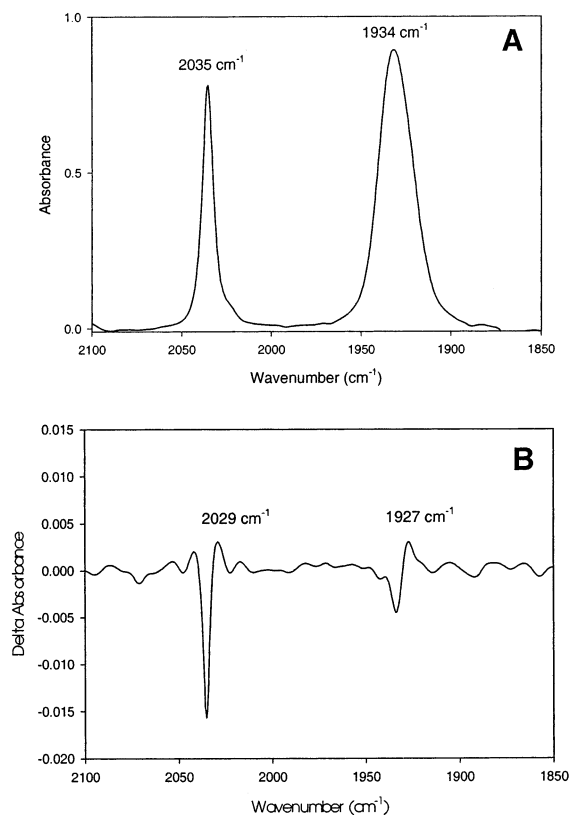 A
1.0
0.5
0.0
Absorbance
2035 cm-1
1934 cm-1
2100 2050 2000 1950 1900 1850
Wavenumber (cm-1)
B
0.015
0.010
0.005
0.000
-0.005
-0.010
-0.015
-0.020
Delta Absorbance
2029 cm-1
1927 cm-1
2100 2050 2000 1950 1900 1850
Wavenumber (cm-1)